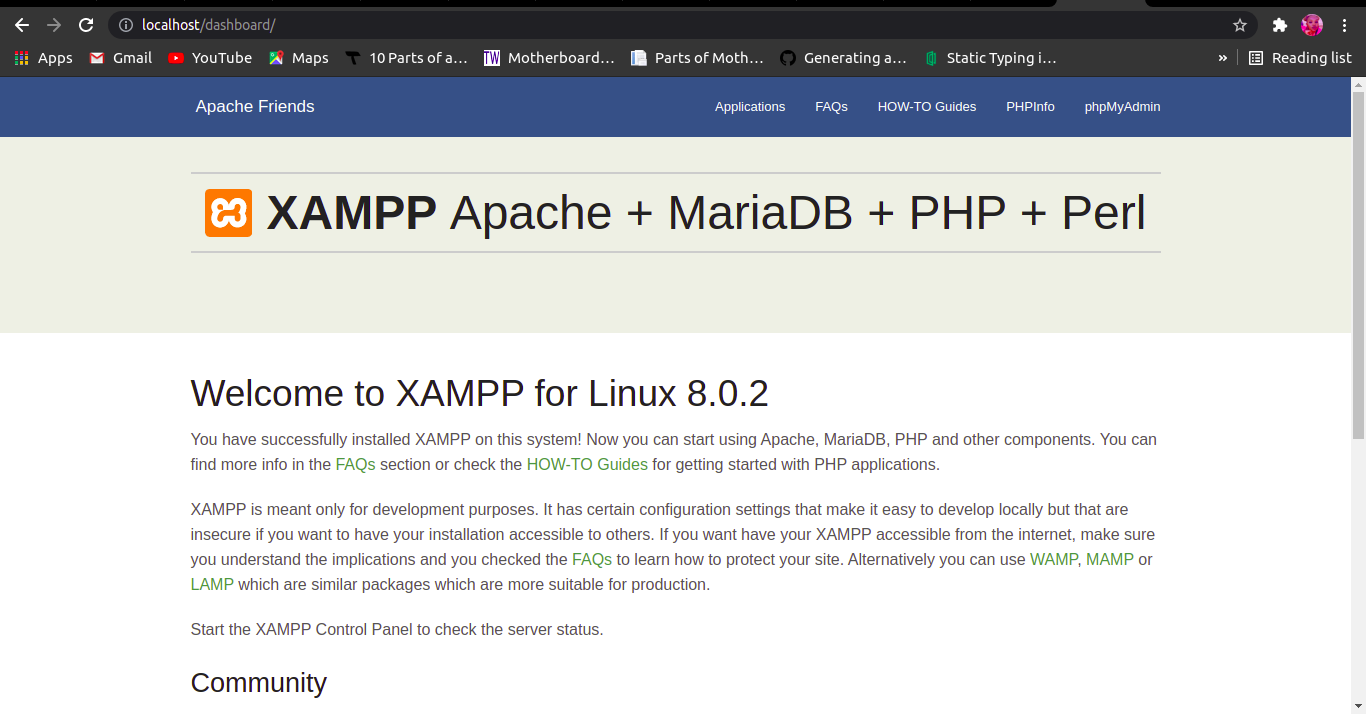 localhost/dashboard/
Apps Gmail YouTube Maps 10 Parts of a... Motherboard... Parts of Moth... Generating a... Static Typing i... » Reading list
Apache Friends Applications FAQs HOW-TO Guides PHPInfo phpMyAdmin
XAMPP Apache + MariaDB + PHP + Perl
Welcome to XAMPP for Linux 8.0.2
You have successfully installed XAMPP on this system! Now you can start using Apache, MariaDB, PHP and other components. You can
find more info in the FAQs section or check the HOW-TO Guides for getting started with PHP applications.
XAMPP is meant only for development purposes. It has certain configuration settings that make it easy to develop locally but that are
insecure if you want to have your installation accessible to others. If you want have your XAMPP accessible from the internet, make sure
you understand the implications and you checked the FAQs to learn how to protect your site. Alternatively you can use WAMP, MAMP or
LAMP which are similar packages which are more suitable for production.
Start the XAMPP Control Panel to check the server status.
Community